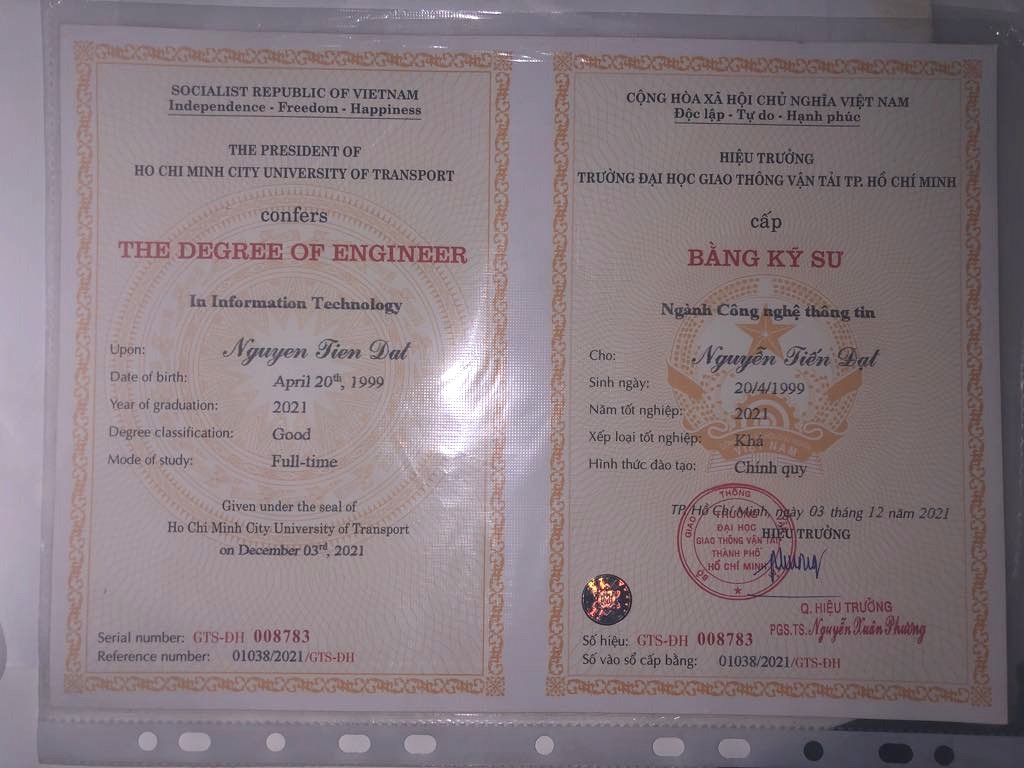 SOCIALIST REPUBLIC OF VIETNAM
Independence - Freedom - Happiness
THE PRESIDENT OF
HO CHI MINH CITY UNIVERSITY OF TRANSPORT
confers
THE DEGREE OF ENGINEER
In Information Technology
Upon: Nguyen Tien Dat
Date of birth: April 20th, 1999
Year of graduation: 2021
Degree classification: Good
Mode of study: Full-time
Given under the seal of
Ho Chi Minh City University of Transport
on December 03rd, 2021
Serial number: GTS-ĐH 008783
Reference number: 01038/2021/GTS-ĐH
CỘNG HÒA XÃ HỘI CHỦ NGHĨA VIỆT NAM
Độc lập - Tự do - Hạnh phúc
HIỆU TRƯỞNG
TRƯỜNG ĐẠI HỌC GIAO THÔNG VẬN TẢI TP. HỒ CHÍ MINH
cấp
BẰNG KỸ SƯ
Ngành Công nghệ thông tin
Cho: Nguyễn Tiến Đạt
Sinh ngày: 20/4/1999
Năm tốt nghiệp: 2021
Xếp loại tốt nghiệp: Khá
Hình thức đào tạo: Chính quy
VIỆT NAM
TP. Hồ Chí Minh, ngày 03 tháng 12 năm 2021
HIỆU TRƯỞNG
BỘ GIAO THÔNG
TRƯỜNG
ĐẠI HỌC
GIAO THÔNG VẬN TẢI
THÀNH PHỐ
HỒ CHÍ MINH
Q. HIỆU TRƯỞNG
PGS.TS. Nguyễn Xuân Phương
Số hiệu: GTS-ĐH 008783
Số vào sổ cấp bằng: 01038/2021/GTS-ĐH